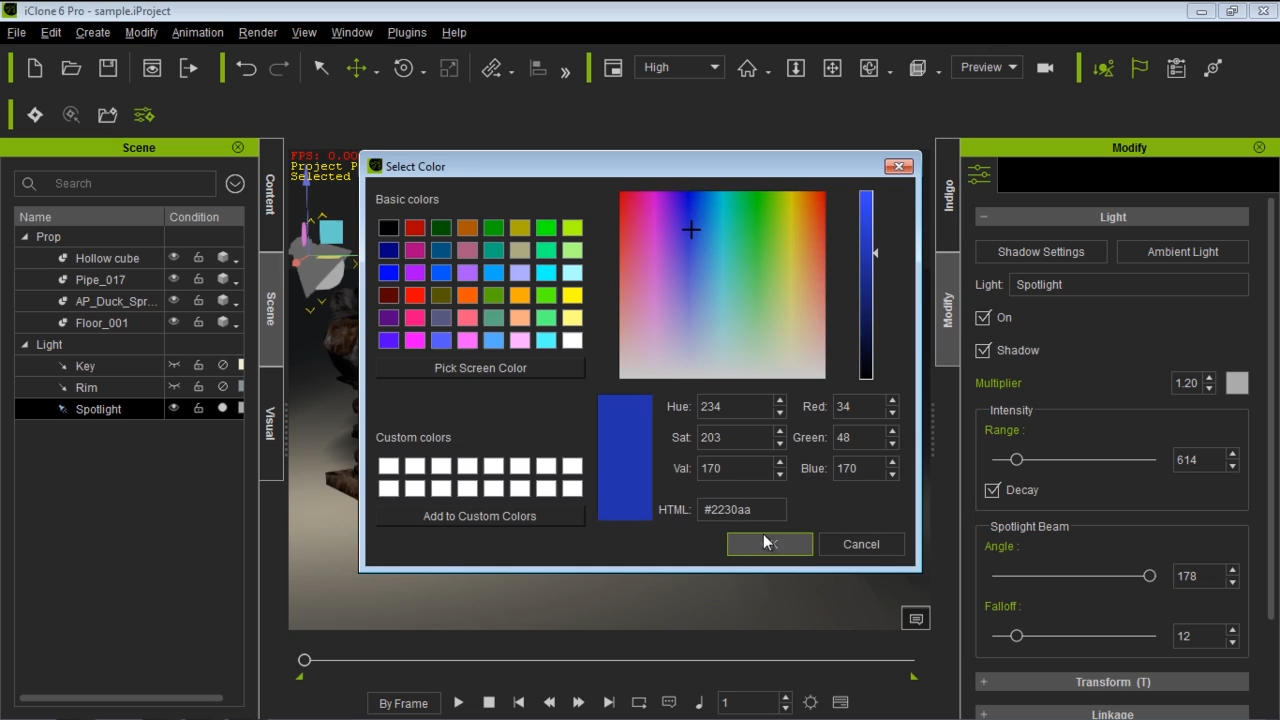 iClone 6 Pro - sample.iProject
File Edit Create Modify Animation Render View Window Plugins Help
High Preview
Scene
Search
Name Condition
Prop
Hollow cube
Pipe_017
AP_Duck_Spr...
Floor_001
Light
Key
Rim
Spotlight
Content
Scene
Visual
FPS: 0.00
Project P
Selected
Select Color
Basic colors
Pick Screen Color
Custom colors
Add to Custom Colors
Hue: 234 Red: 34
Sat: 203 Green: 48
Val: 170 Blue: 170
HTML: #2230aa
Cancel
By Frame
1
Indigo
Modify
Modify
Light
Shadow Settings Ambient Light
Light: Spotlight
On
Shadow
Multiplier 1.20
Intensity
Range :
614
Decay
Spotlight Beam
Angle :
178
Falloff :
12
Transform (T)
Linkage